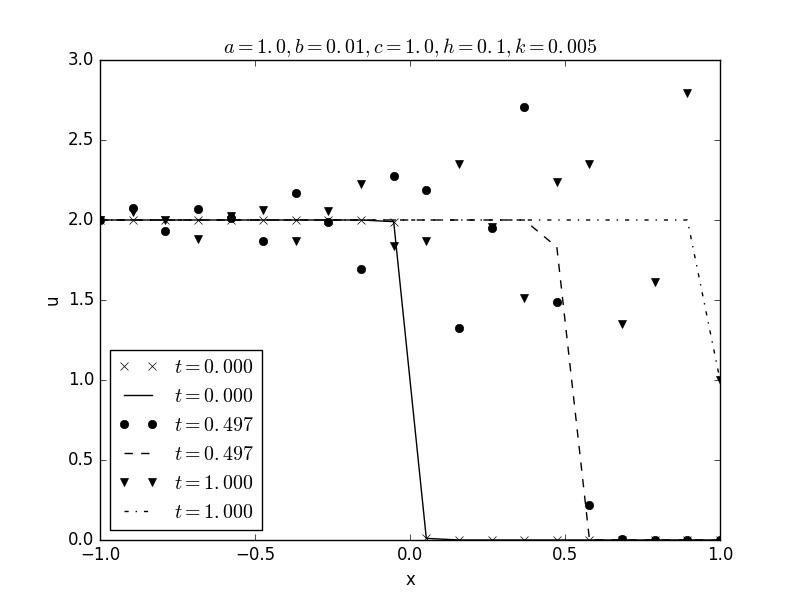 a = 1.0, b = 0.01, c = 1.0, h = 0.1, k = 0.005
3.0
2.5
2.0
1.5
1.0
0.5
0.0
u
t = 0.000
t = 0.000
t = 0.497
t = 0.497
t = 1.000
t = 1.000
−1.0 −0.5 0.0 0.5 1.0
x